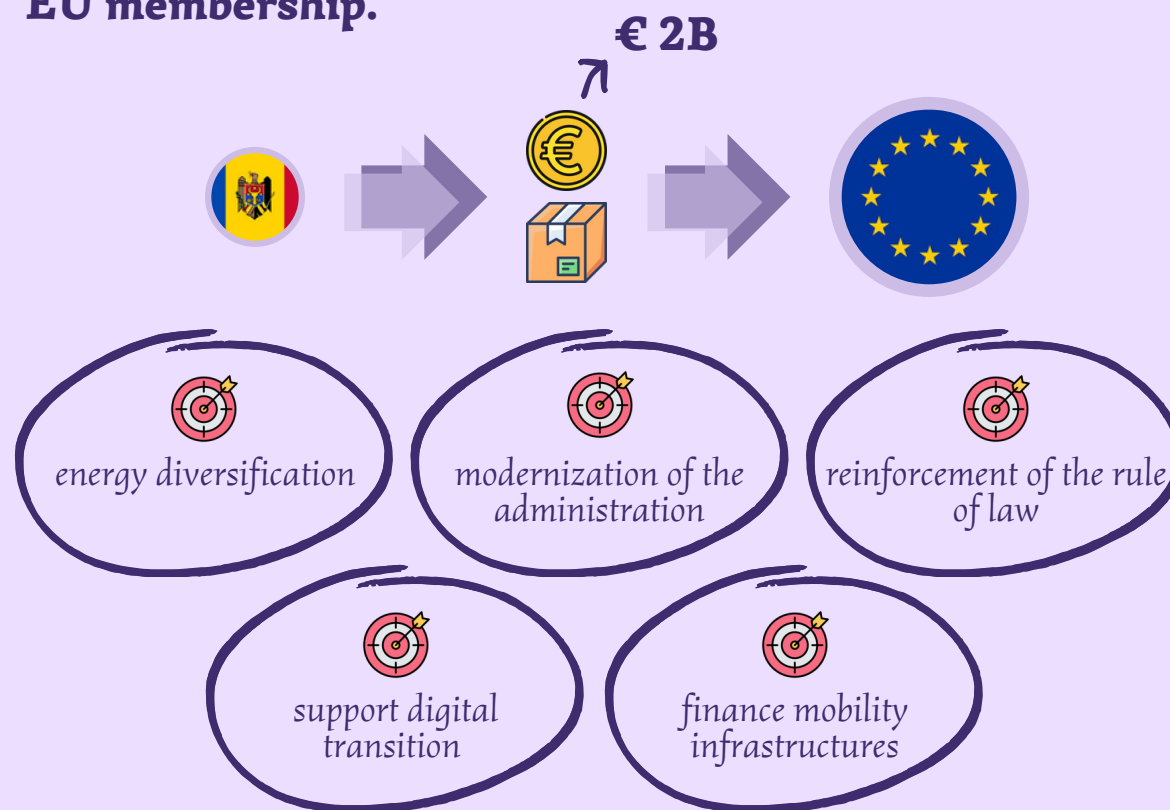 EU membership.
€ 2B
energy diversification
modernization of the
administration
reinforcement of the rule
of law
support digital
transition
finance mobility
infrastructures